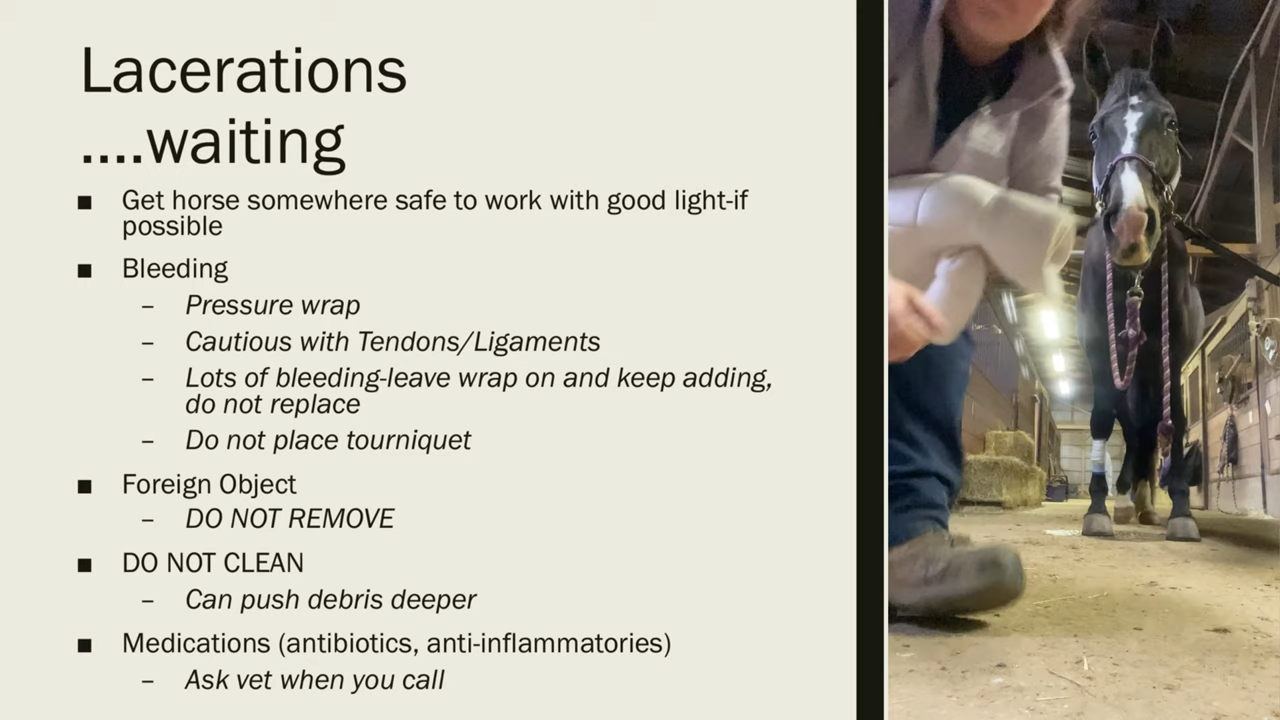 Lacerations
....waiting
■ Get horse somewhere safe to work with good light-if
possible
■ Bleeding
– Pressure wrap
– Cautious with Tendons/Ligaments
– Lots of bleeding-leave wrap on and keep adding,
do not replace
– Do not place tourniquet
■ Foreign Object
– DO NOT REMOVE
■ DO NOT CLEAN
– Can push debris deeper
■ Medications (antibiotics, anti-inflammatories)
– Ask vet when you call